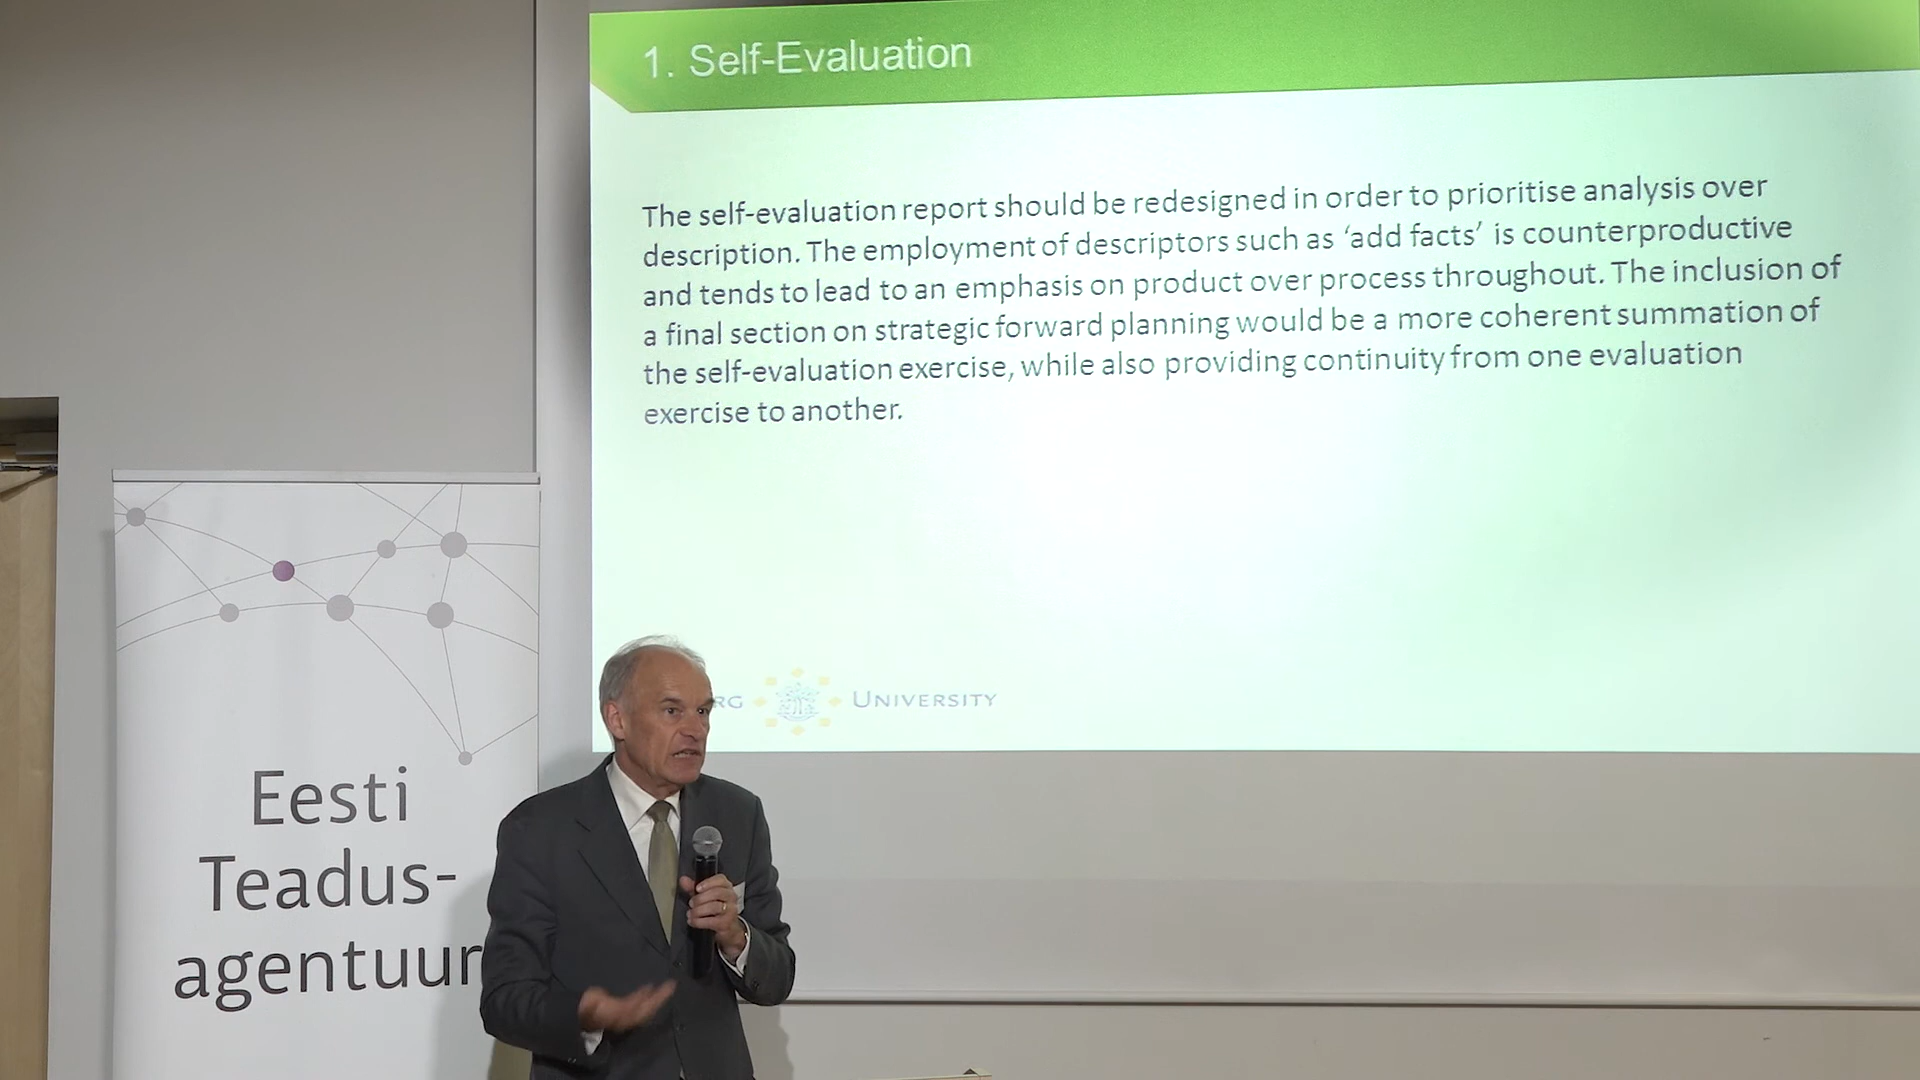 1. Self-Evaluation
The self-evaluation report should be redesigned in order to prioritise analysis over
description. The employment of descriptors such as ‘add facts’ is counterproductive
and tends to lead to an emphasis on product over process throughout. The inclusion of
a final section on strategic forward planning would be a more coherent summation of
the self-evaluation exercise, while also providing continuity from one evaluation
exercise to another.
RG UNIVERSITY
Eesti
Teadus-
agentuur